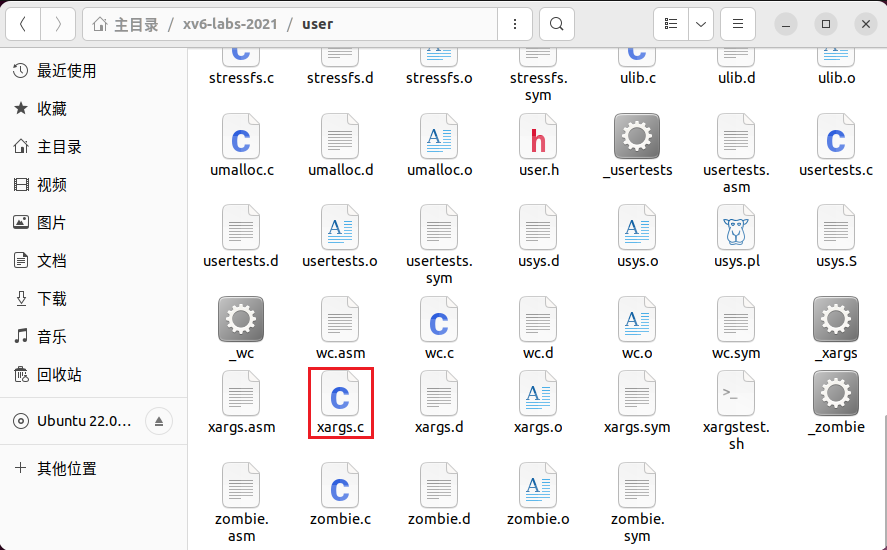 主目录 / xv6-labs-2021 / user
最近使用
收藏
主目录
视频
图片
文档
下载
音乐
回收站
Ubuntu 22.0…
其他位置
stressfs.c stressfs.d stressfs.o stressfs. ulib.c ulib.d ulib.o
sym
umalloc.c umalloc.d umalloc.o user.h _usertests usertests. usertests.c
asm
usertests.d usertests.o usertests. usys.d usys.o usys.pl usys.S
sym
_wc wc.asm wc.c wc.d wc.o wc.sym _xargs
xargs.asm xargs.c xargs.d xargs.o xargs.sym xargstest. _zombie
sh
zombie. zombie.c zombie.d zombie.o zombie.
asm sym